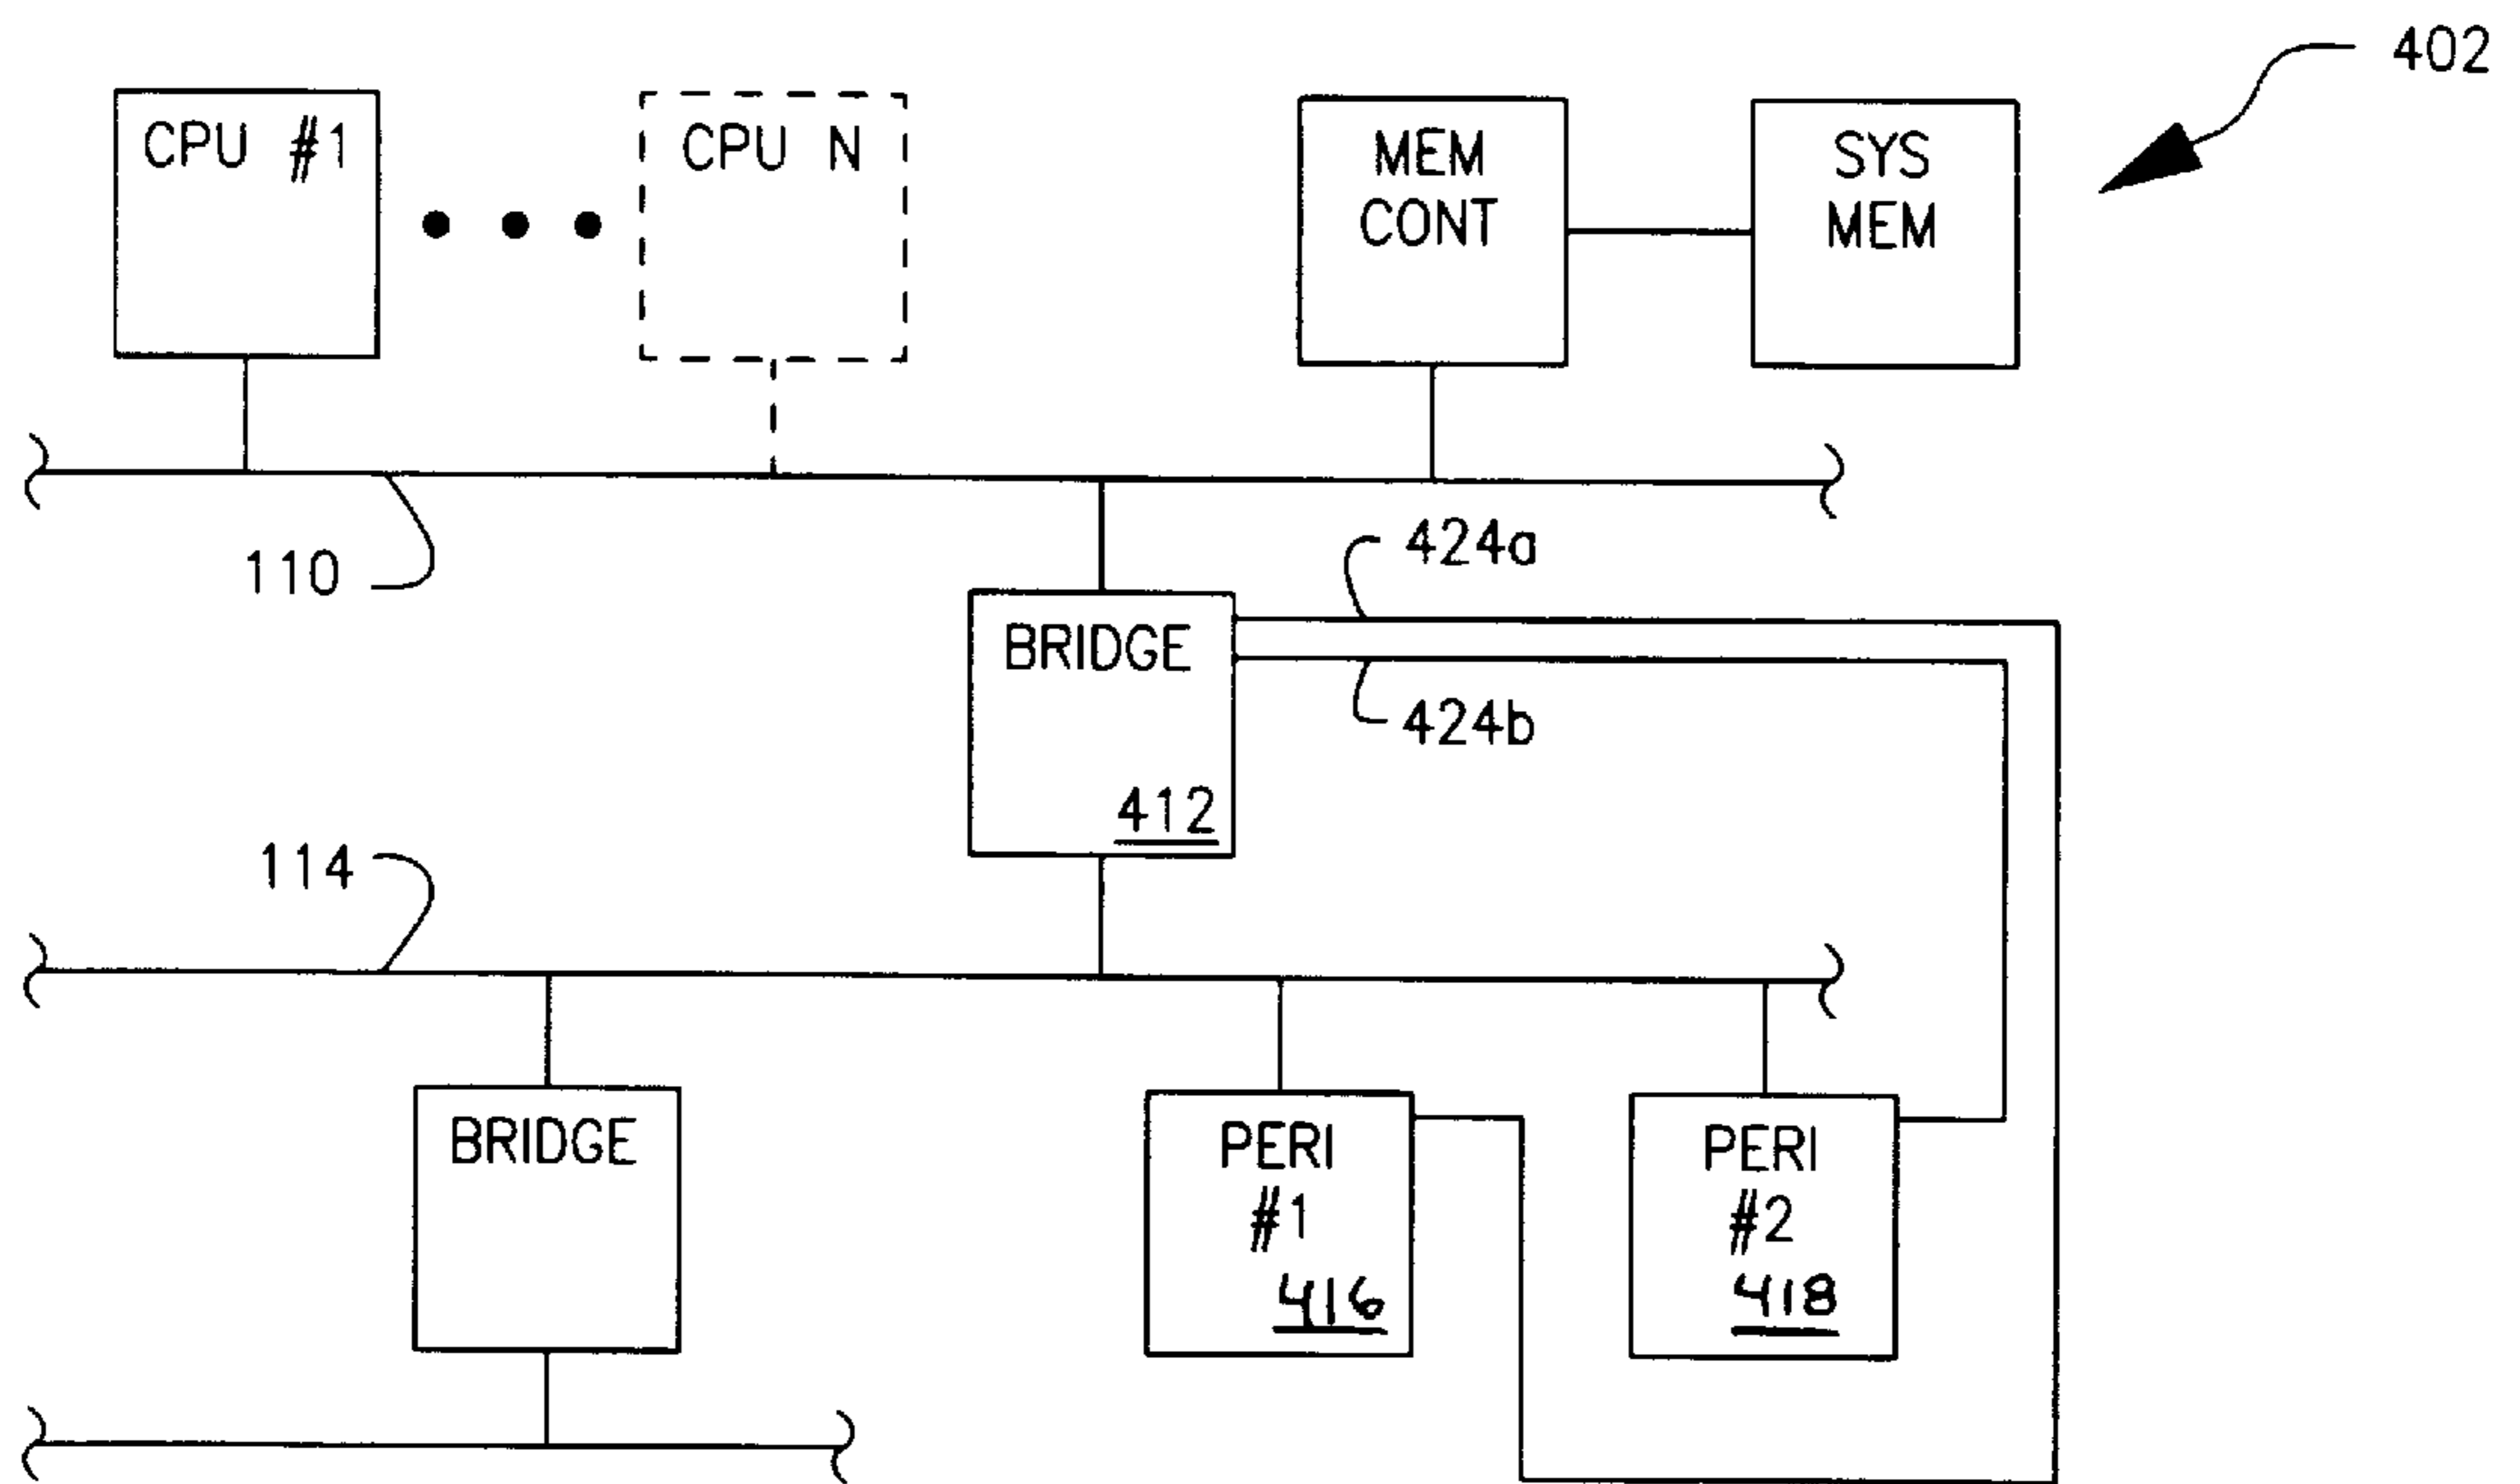 402
CPU #1
CPU N
MEM
CONT
SYS
MEM
110
424a
BRIDGE
424b
412
114
BRIDGE
PERI
#1
416
PERI
#2
418